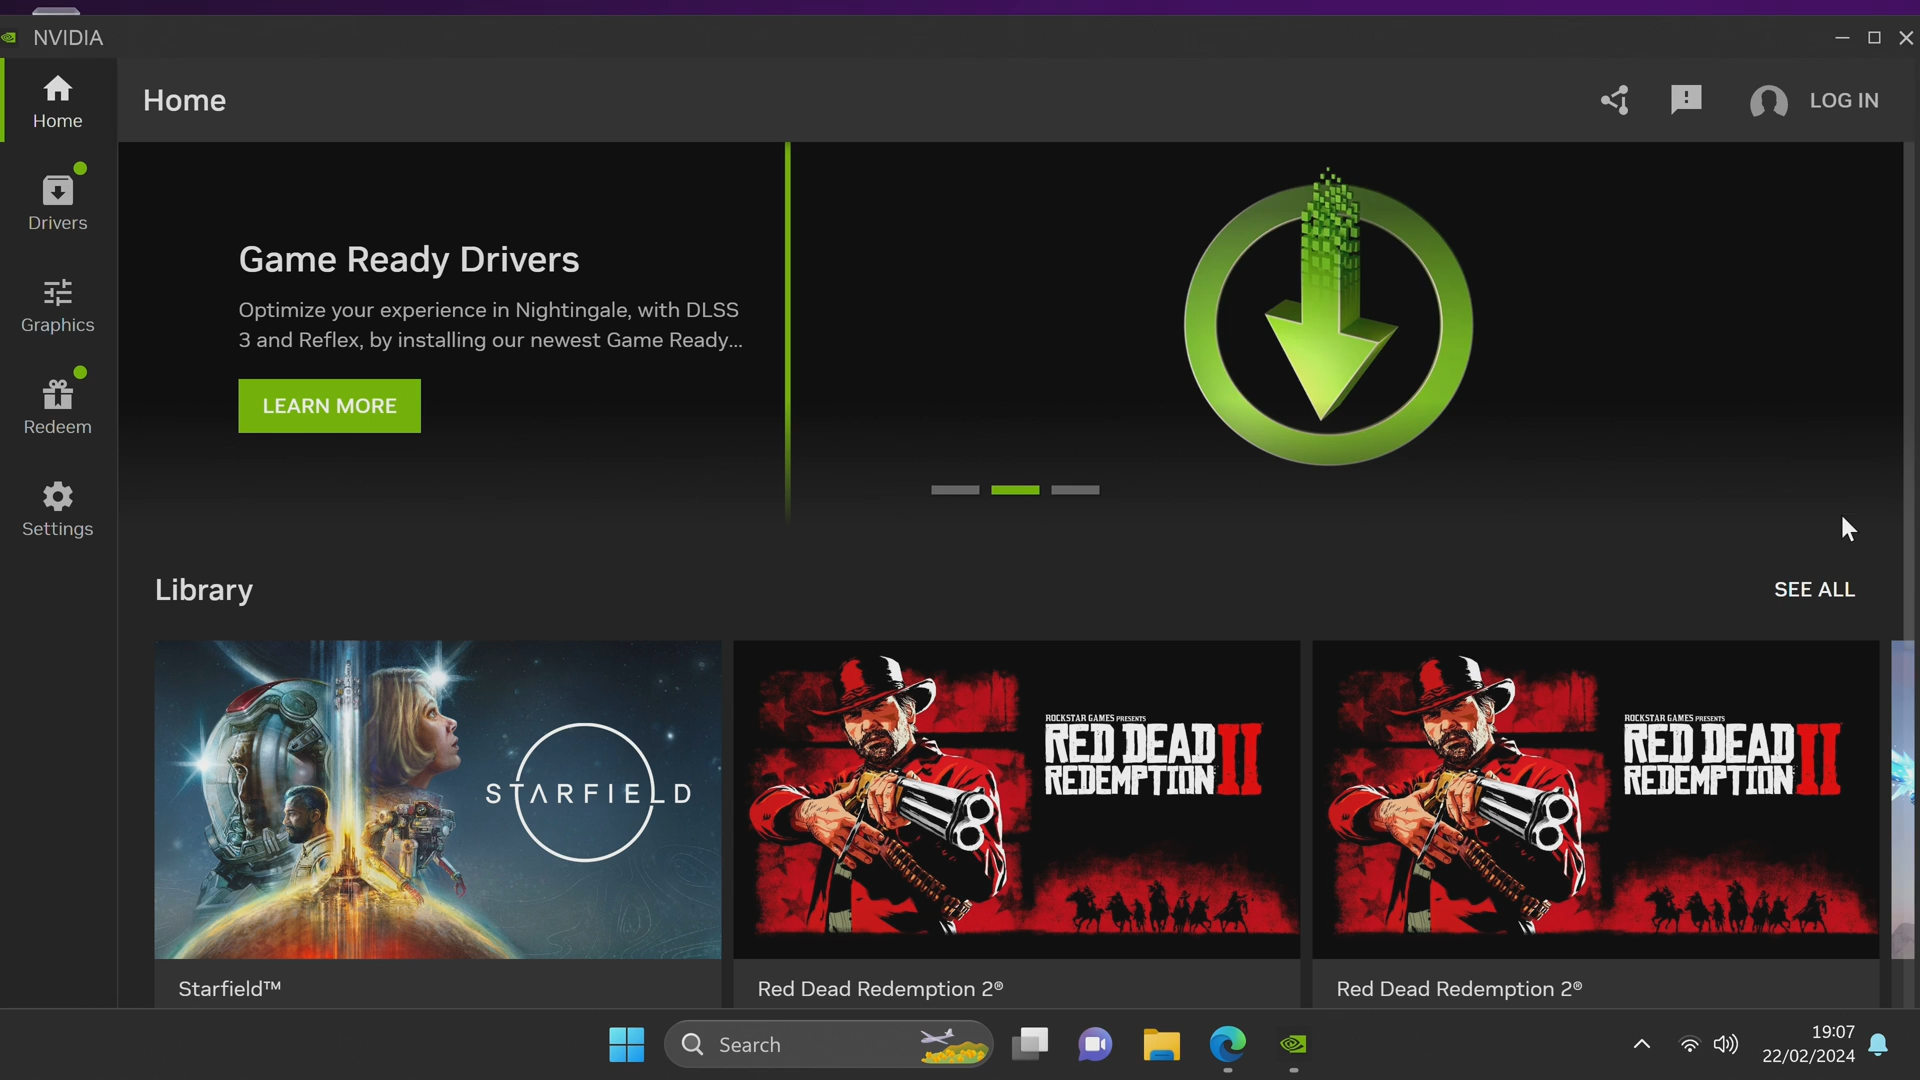 NVIDIA
Home
Home
LOG IN
Drivers
Graphics
Redeem
Settings
Game Ready Drivers
Optimize your experience in Nightingale, with DLSS
3 and Reflex, by installing our newest Game Ready...
LEARN MORE
Library
SEE ALL
STARFIELD
ROCKSTAR GAMES PRESENTS
RED DEAD
REDEMPTION II
ROCKSTAR GAMES PRESENTS
RED DEAD
REDEMPTION II
Starfield™
Red Dead Redemption 2®
Red Dead Redemption 2®
Search
19:07
22/02/2024